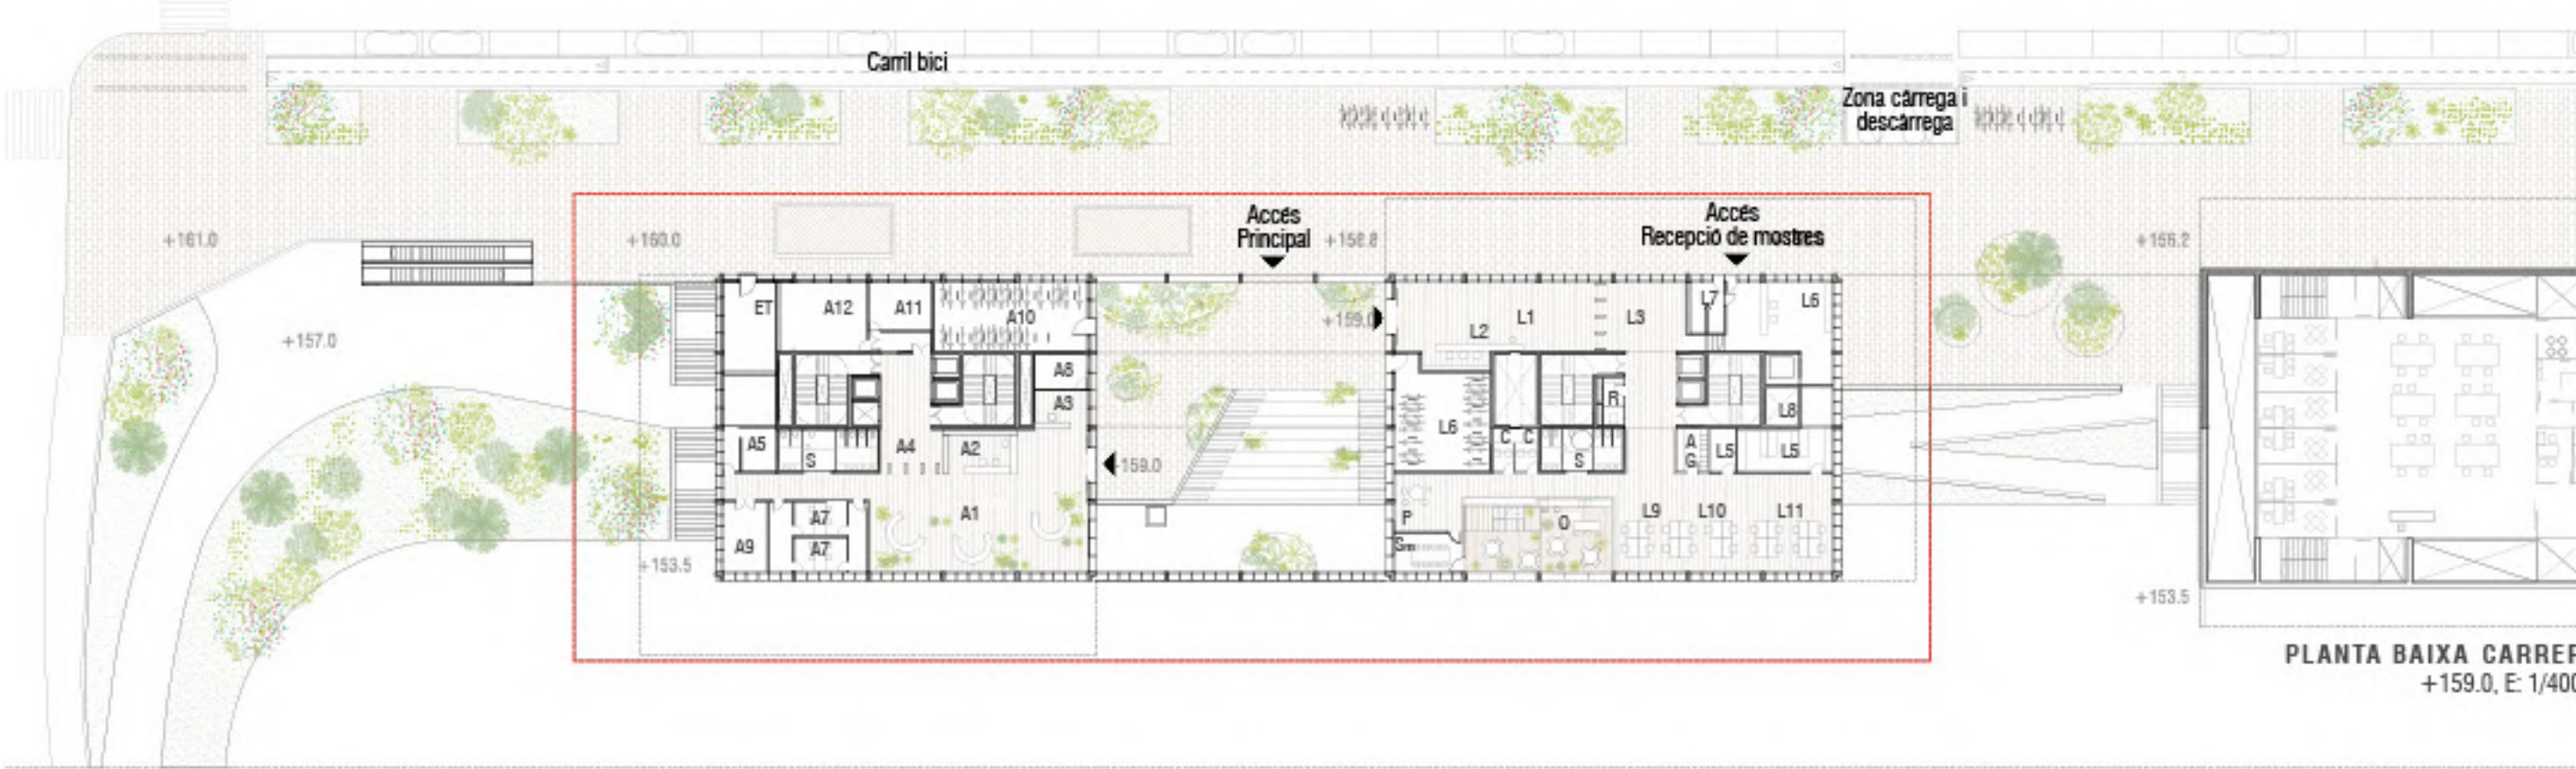 Carril bici
Zona càrrega i
descàrrega
Accés
Principal
Accés
Recepció de mostres
+161.0
+160.0
+158.8
+156.2
+157.0
+159.0
159.0
+153.5
+153.5
ET
A12
A11
A10
A8
A3
A5
S
A4
A2
A1
A7
A7
A9
L2
L1
L3
L7
L6
L6
R
L8
C
C
S
A
G
L5
L5
P
Sm
O
L9
L10
L11
PLANTA BAIXA CARRER
+159.0, E: 1/400